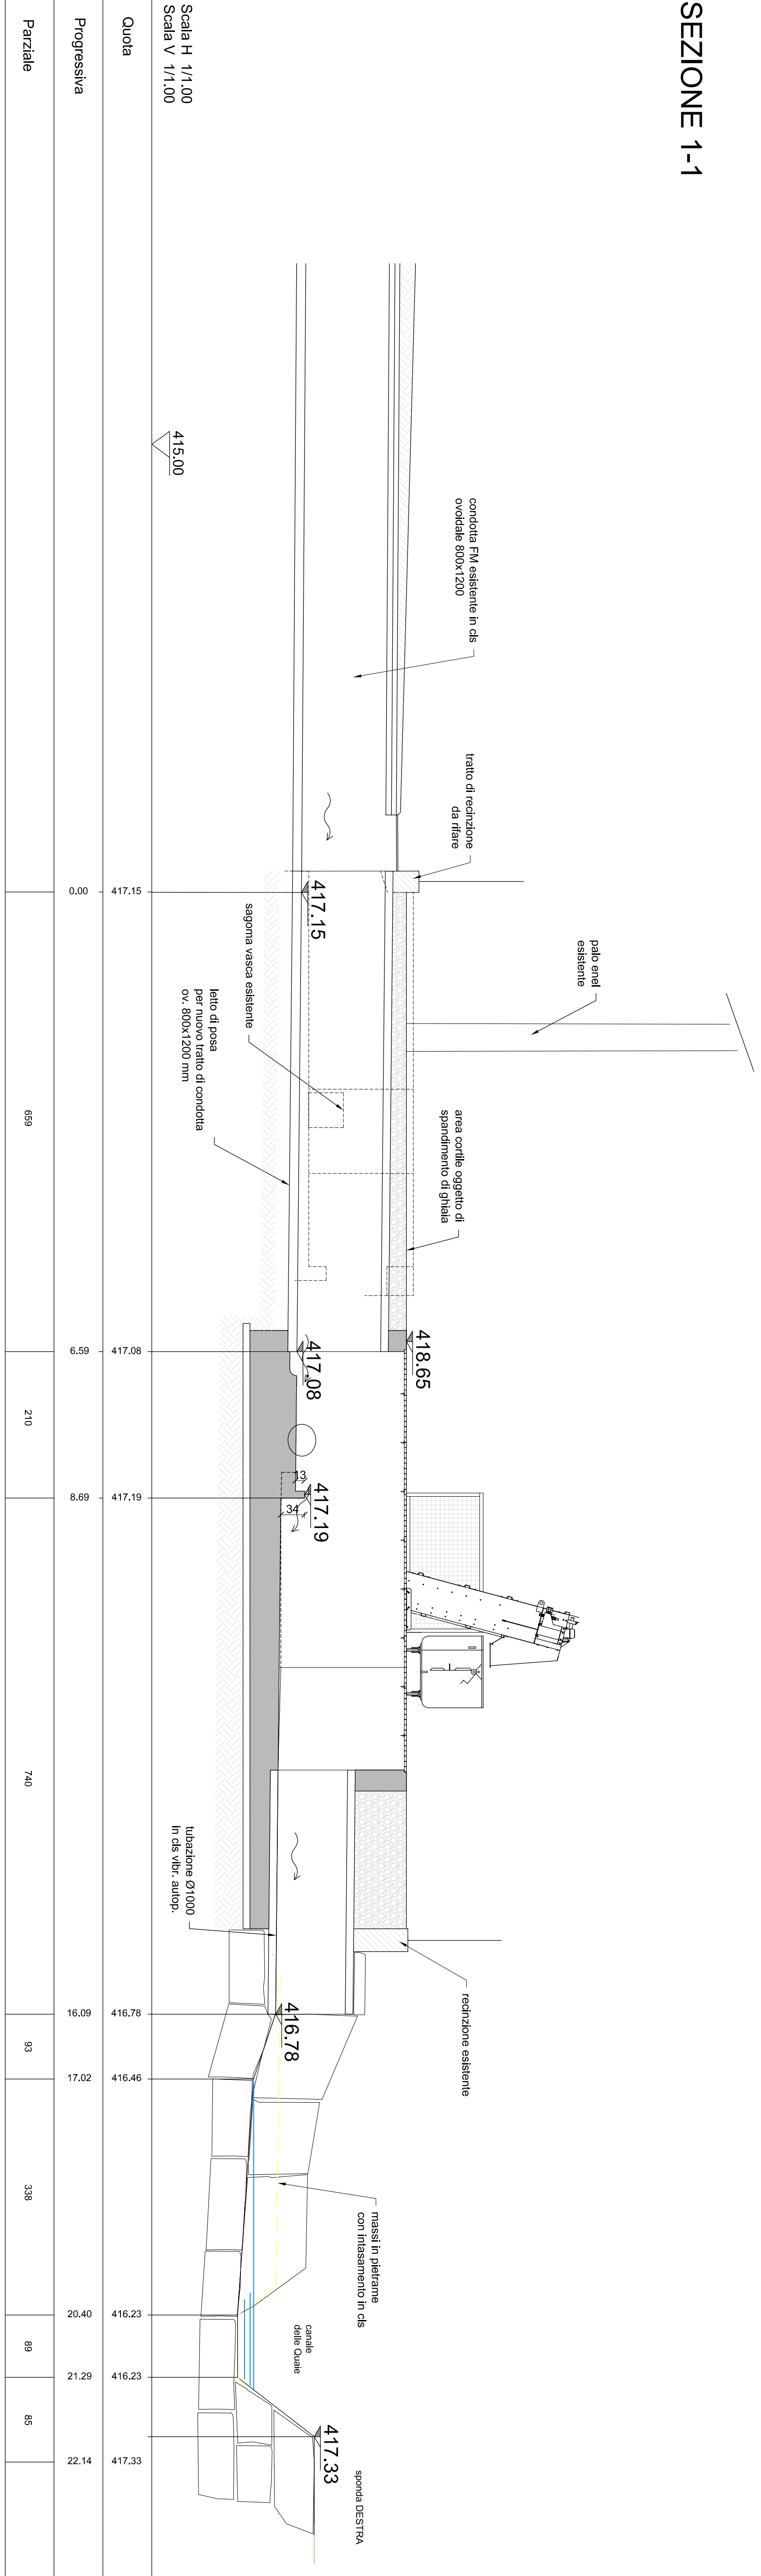 SEZIONE 1-1
palo enel
esistente
condotta FM esistente in cls
ovoidale 800x1200
tratto di recinzione
da rifare
area cortile oggetto di
spandimento di ghiaia
recinzione esistente
418.65
massi in pietrame
con intasamento in cls
sponda DESTRA
417.15
417.08
13
34
417.19
416.78
canale
delle Quaie
417.33
sagoma vasca esistente
letto di posa
per nuovo tratto di condotta
ov. 800x1200 mm
tubazione Ø1000
in cls vibr. autop.
Scala H 1/1.00
Scala V 1/1.00
415.00
Quota
417.15
417.08
417.19
416.78
416.46
416.23
416.23
417.33
Progressiva
0.00
6.59
8.69
16.09
17.02
20.40
21.29
22.14
Parziale
659
210
740
93
338
89
85